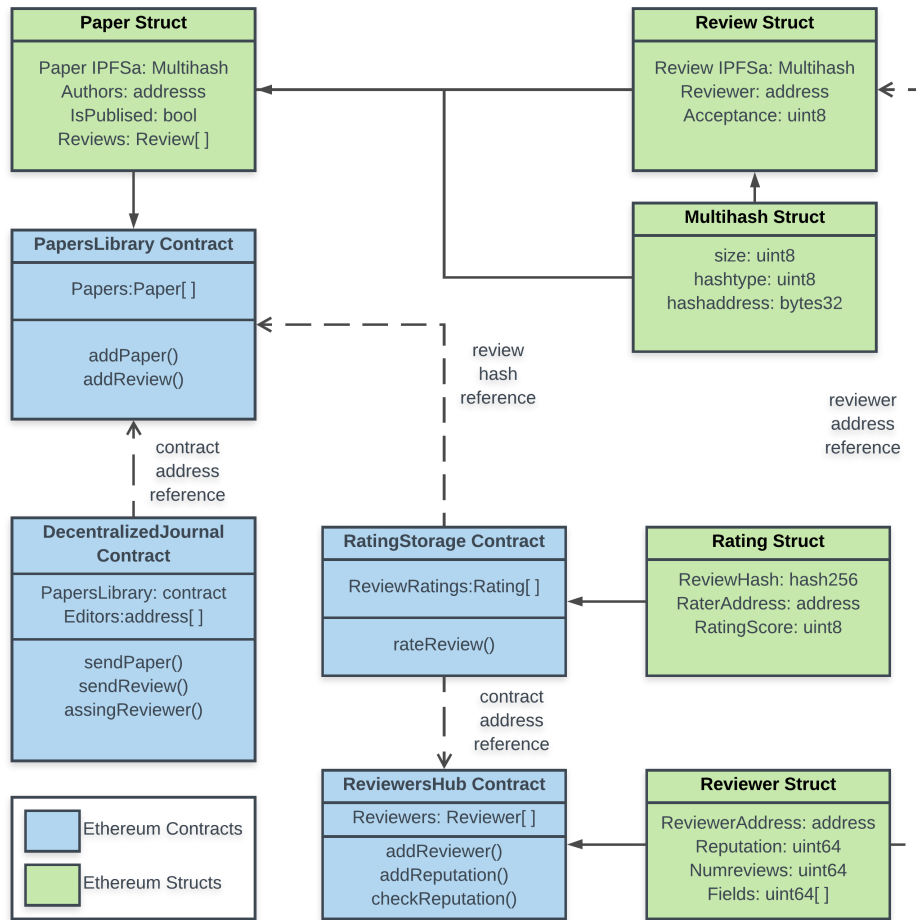 Paper Struct
Paper IPFSa: Multihash
Authors: addresss
IsPublised: bool
Reviews: Review[ ]
Review Struct
Review IPFSa: Multihash
Reviewer: address
Acceptance: uint8
Multihash Struct
size: uint8
hashtype: uint8
hashaddress: bytes32
PapersLibrary Contract
Papers:Paper[ ]
addPaper()
addReview()
review
hash
reference
reviewer
address
reference
contract
address
reference
DecentralizedJournal
Contract
PapersLibrary: contract
Editors:address[ ]
sendPaper()
sendReview()
assingReviewer()
RatingStorage Contract
ReviewRatings:Rating[ ]
rateReview()
Rating Struct
ReviewHash: hash256
RaterAddress: address
RatingScore: uint8
contract
address
reference
ReviewersHub Contract
Reviewers: Reviewer[ ]
addReviewer()
addReputation()
checkReputation()
Reviewer Struct
ReviewerAddress: address
Reputation: uint64
Numreviews: uint64
Fields: uint64[ ]
Ethereum Contracts
Ethereum Structs